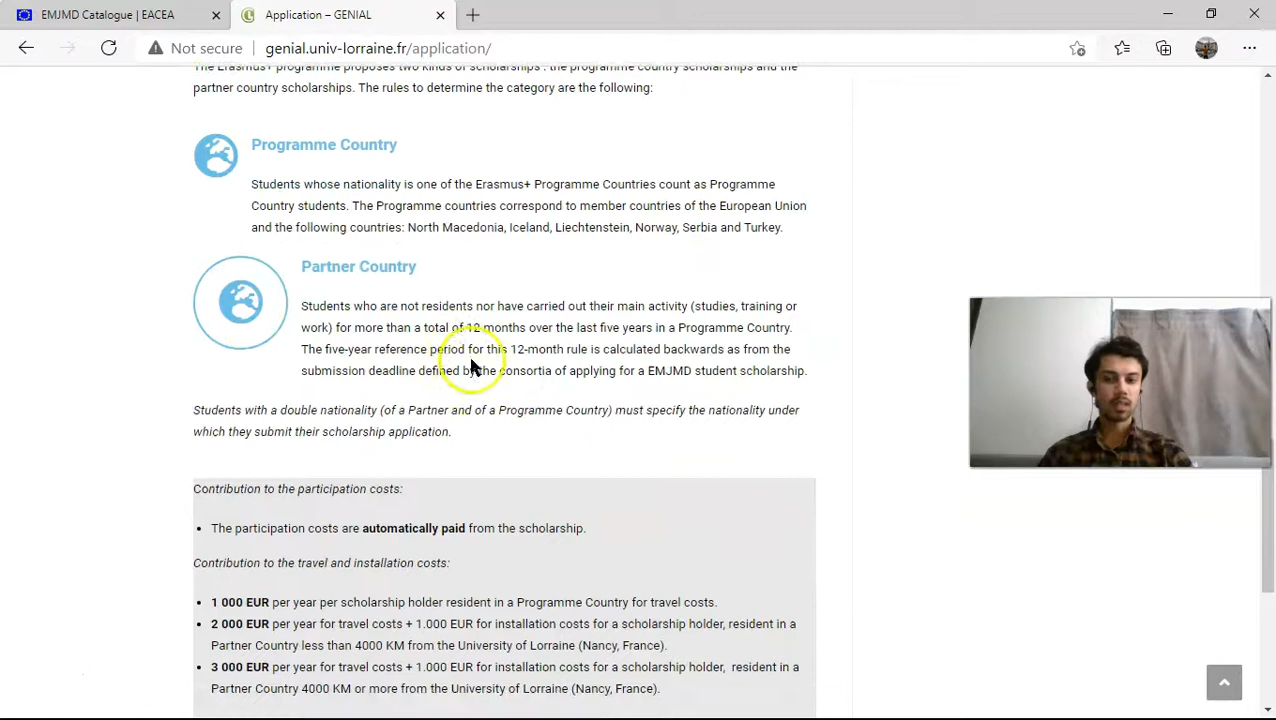 EMJMD Catalogue | EACEA
Application – GENIAL
Not secure
genial.univ-lorraine.fr/application/
The Erasmus+ programme proposes two kinds of scholarships : the programme country scholarships and the
partner country scholarships. The rules to determine the category are the following:
Programme Country
Students whose nationality is one of the Erasmus+ Programme Countries count as Programme
Country students. The Programme countries correspond to member countries of the European Union
and the following countries: North Macedonia, Iceland, Liechtenstein, Norway, Serbia and Turkey.
Partner Country
Students who are not residents nor have carried out their main activity (studies, training or
work) for more than a total of 12 months over the last five years in a Programme Country.
The five-year reference period for this 12-month rule is calculated backwards as from the
submission deadline defined by the consortia of applying for a EMJMD student scholarship.
Students with a double nationality (of a Partner and of a Programme Country) must specify the nationality under
which they submit their scholarship application.
Contribution to the participation costs:
• The participation costs are automatically paid from the scholarship.
Contribution to the travel and installation costs:
• 1 000 EUR per year per scholarship holder resident in a Programme Country for travel costs.
• 2 000 EUR per year for travel costs + 1.000 EUR for installation costs for a scholarship holder, resident in a
Partner Country less than 4000 KM from the University of Lorraine (Nancy, France).
• 3 000 EUR per year for travel costs + 1.000 EUR for installation costs for a scholarship holder, resident in a
Partner Country 4000 KM or more from the University of Lorraine (Nancy, France).